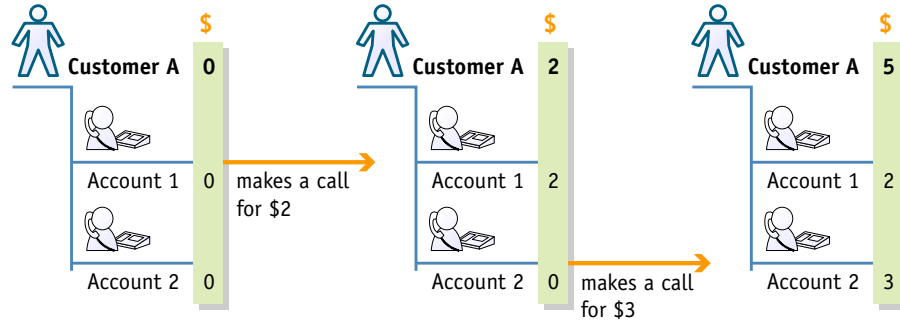 $
Customer A 0
Account 1 0
Account 2 0
makes a call
for $2
$
Customer A 2
Account 1 2
Account 2 0
makes a call
for $3
$
Customer A 5
Account 1 2
Account 2 3